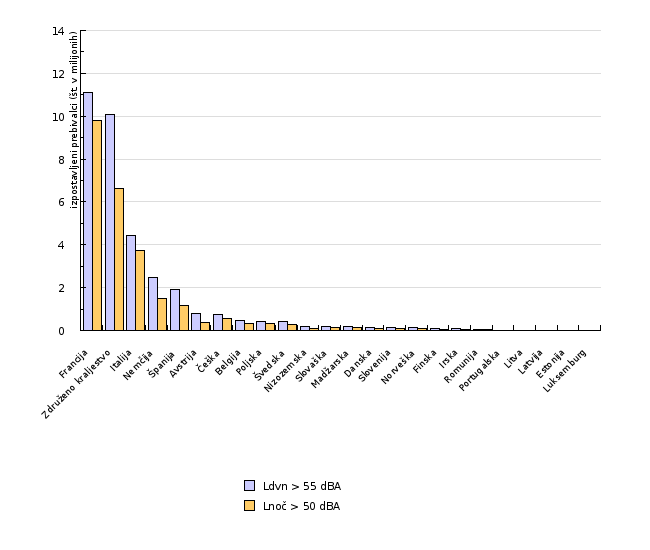 14
12
10
8
6
4
2
0
izpostavljeni prebivalci (št. v milijonih)
Francija
Združeno kraljestvo
Italija
Nemčija
Španija
Avstrija
Češka
Belgija
Poljska
Švedska
Nizozemska
Slovaška
Madžarska
Danska
Slovenija
Norveška
Finska
Irska
Romunija
Portugalska
Litva
Latvija
Estonija
Luksemburg
Ldvn > 55 dBA
Lnoč > 50 dBA